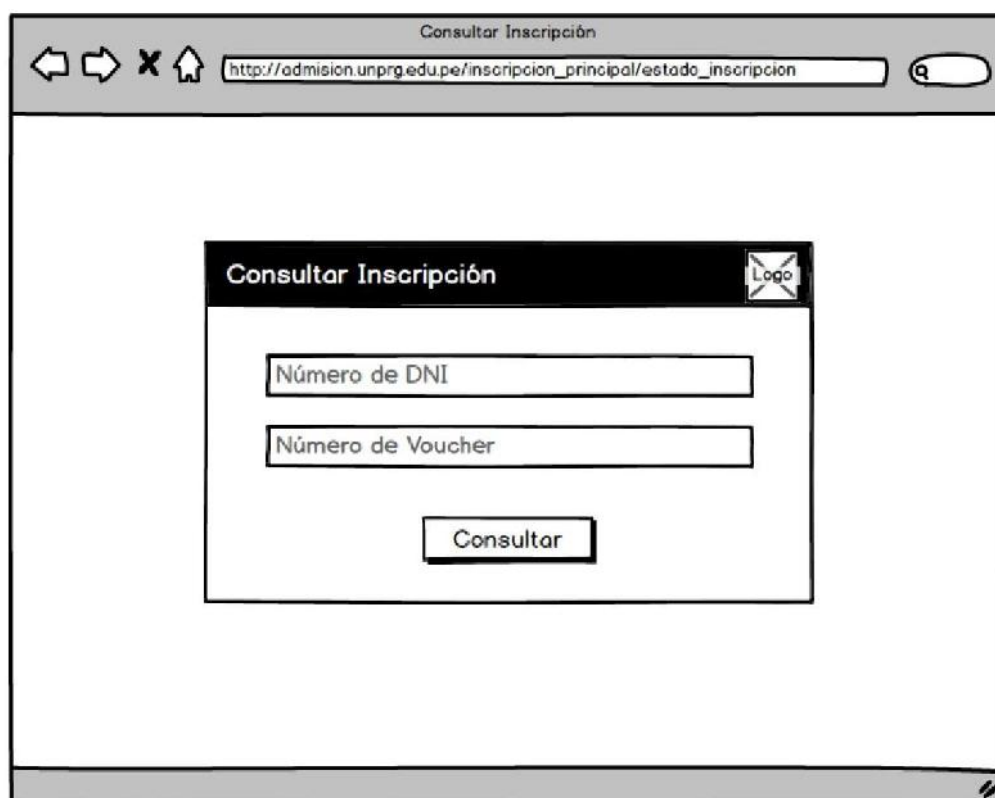 Consultar Inscripción
http://admision.unprg.edu.pe/inscripcion_principal/estado_inscripcion
Consultar Inscripción
Logo
Número de DNI
Número de Voucher
Consultar